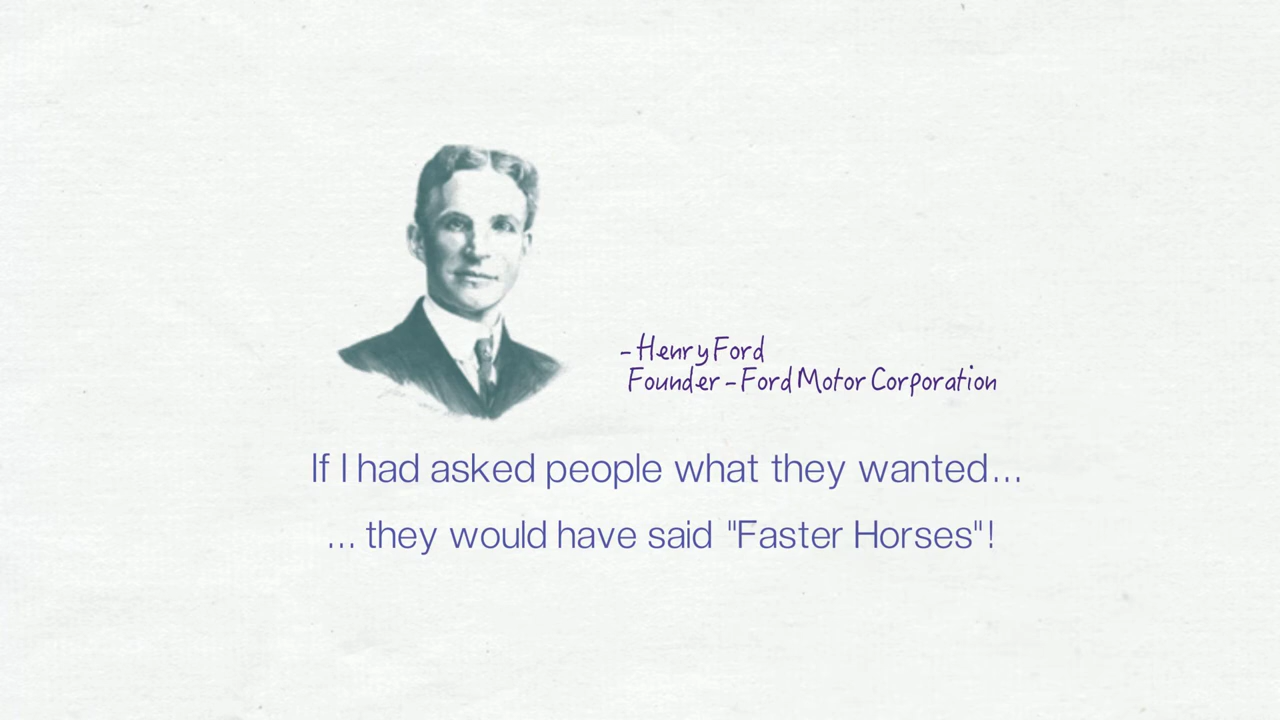 - Henry Ford
Founder - Ford Motor Corporation
If I had asked people what they wanted...
... they would have said "Faster Horses"!